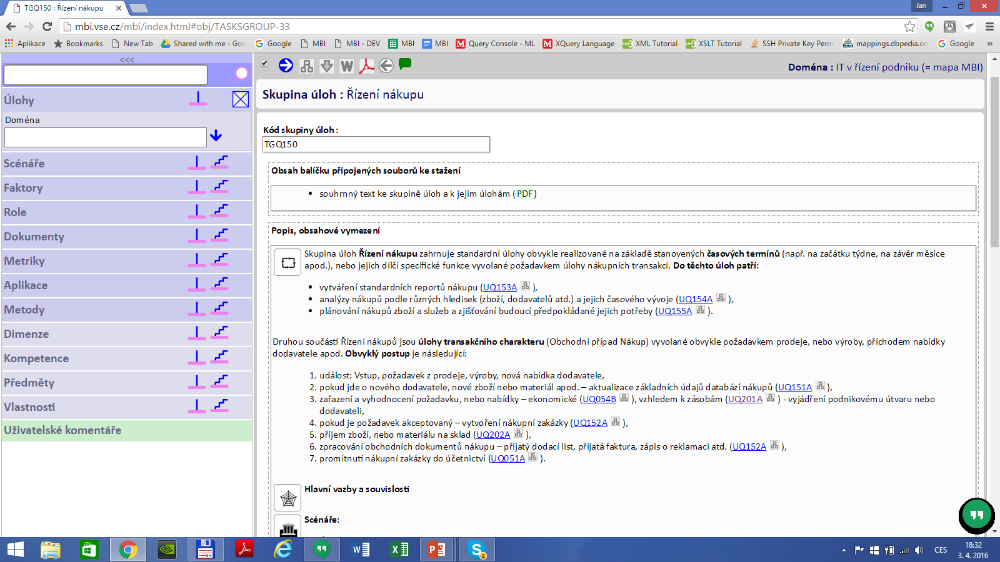 TGQ150 : Řízení nákupu
Jan
mbi.vse.cz/mbi/index.html#obj/TASKSGROUP-33
Aplikace Bookmarks New Tab Shared with me - Goo Google MBI MBI - DEV MBI MBI Query Console - ML XQuery Language XML Tutorial XSLT Tutorial SSH Private Key Perm mappings.dbpedia.org Google »
<<<
Úlohy
Doména
Scénáře
Faktory
Role
Dokumenty
Metriky
Aplikace
Metody
Dimenze
Kompetence
Předměty
Vlastnosti
Uživatelské komentáře
W
Doména : IT v řízení podniku (= mapa MBI)
Skupina úloh : Řízení nákupu
Kód skupiny úloh :
TGQ150
Obsah balíčku připojených souborů ke stažení
• souhrnný text ke skupině úloh a k jejím úlohám ( PDF )
Popis, obsahové vymezení
Skupina úloh Řízení nákupu zahrnuje standardní úlohy obvykle realizované na základě stanovených časových termínů (např. na začátku týdne, na závěr měsíce
apod.), nebo jejich dílčí specifické funkce vyvolané požadavkem úlohy nákupních transakcí. Do těchto úloh patří:
• vytváření standardních reportů nákupu (UQ153A ),
• analýzy nákupů podle různých hledisek (zboží, dodavatelů atd.) a jejich časového vývoje (UQ154A ),
• plánování nákupů zboží a služeb a zjišťování budoucí předpokládané jejich potřeby (UQ155A ).
Druhou součástí Řízení nákupů jsou úlohy transakčního charakteru (Obchodní případ Nákup) vyvolané obvykle požadavkem prodeje, nebo výroby, příchodem nabídky
dodavatele apod. Obvyklý postup je následující:
1. událost: Vstup, požadavek z prodeje, výroby, nová nabídka dodavatele,
2. pokud jde o nového dodavatele, nové zboží nebo materiál apod. – aktualizace základních údajů databází nákupů (UQ151A ),
3. zařazení a vyhodnocení požadavku, nebo nabídky – ekonomické (UQ054B ), vzhledem k zásobám (UQ201A ) - vyjádření podnikovému útvaru nebo
dodavateli,
4. pokud je požadavek akceptovaný – vytvoření nákupní zakázky (UQ152A ),
5. příjem zboží, nebo materiálu na sklad (UQ202A ),
6. zpracování obchodních dokumentů nákupu – přijatý dodací list, přijatá faktura, zápis o reklamaci atd. (UQ152A ),
7. promítnutí nákupní zakázky do účetnictví (UQ051A ).
Hlavní vazby a souvislosti
Scénáře:
CES
18:32
3. 4. 2016